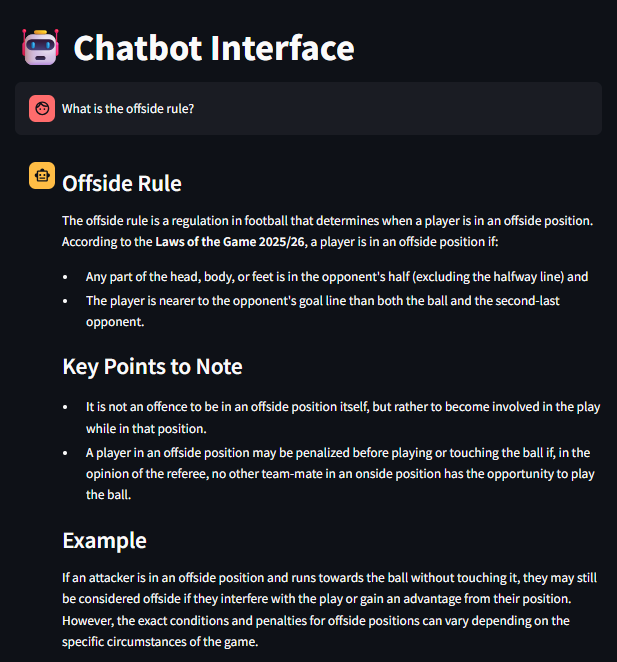 Chatbot Interface
What is the offside rule?
Offside Rule
The offside rule is a regulation in football that determines when a player is in an offside position.
According to the Laws of the Game 2025/26, a player is in an offside position if:
• Any part of the head, body, or feet is in the opponent's half (excluding the halfway line) and
• The player is nearer to the opponent's goal line than both the ball and the second-last
opponent.
Key Points to Note
• It is not an offence to be in an offside position itself, but rather to become involved in the play
while in that position.
• A player in an offside position may be penalized before playing or touching the ball if, in the
opinion of the referee, no other team-mate in an onside position has the opportunity to play
the ball.
Example
If an attacker is in an offside position and runs towards the ball without touching it, they may still
be considered offside if they interfere with the play or gain an advantage from their position.
However, the exact conditions and penalties for offside positions can vary depending on the
specific circumstances of the game.